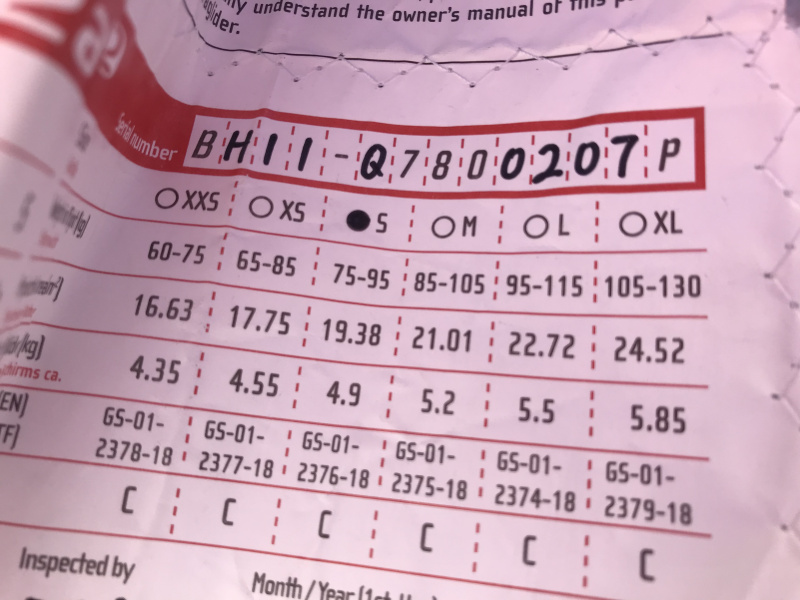 understand the owner's manual of this
glider.
Serial number
BH11-Q7800207P
XXS XS S M L XL
60-75 65-85 75-95 85-105 95-115 105-130
16.63 17.75 19.38 21.01 22.72 24.52
4.35 4.55 4.9 5.2 5.5 5.85
schirms ca.
GS-01- GS-01- GS-01- GS-01- GS-01- GS-01-
2378-18 2377-18 2376-18 2375-18 2374-18 2379-18
C C C C C C
Inspected by
Month / Year